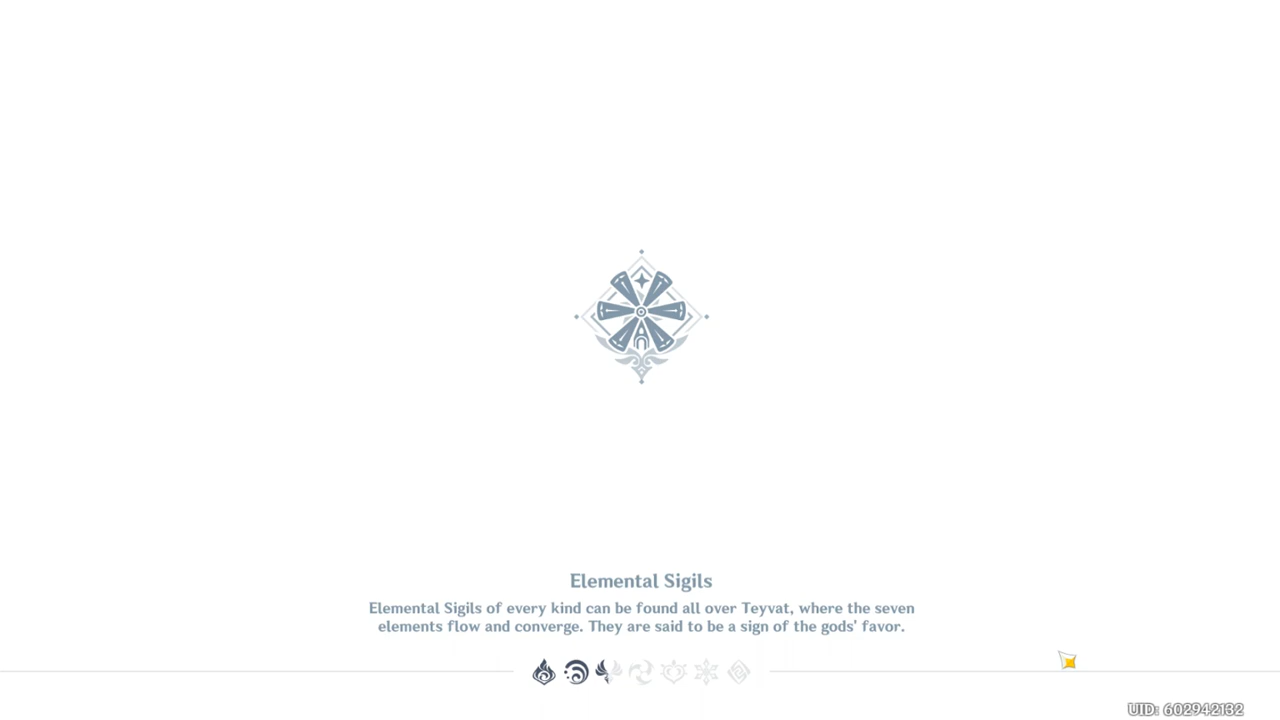 Elemental Sigils
Elemental Sigils of every kind can be found all over Teyvat, where the seven
elements flow and converge. They are said to be a sign of the gods' favor.
UID: 602942132